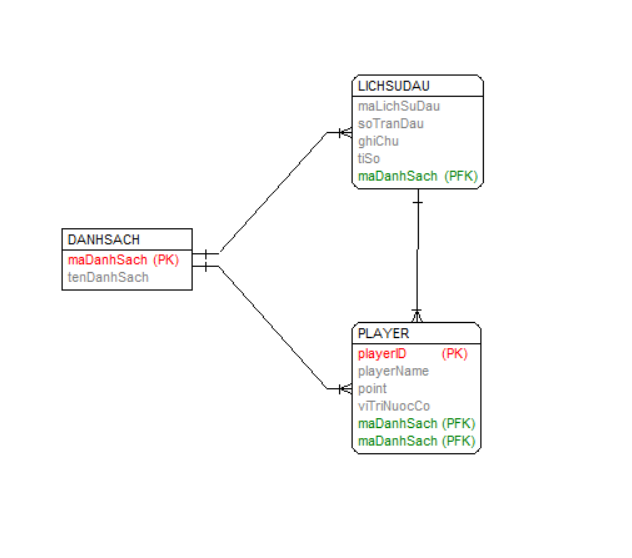 LICHSUDAU
maLichSuDau
soTranDau
ghiChu
tiSo
maDanhSach (PFK)
DANHSACH
maDanhSach (PK)
tenDanhSach
PLAYER
playerID (PK)
playerName
point
viTriNuocCo
maDanhSach (PFK)
maDanhSach (PFK)